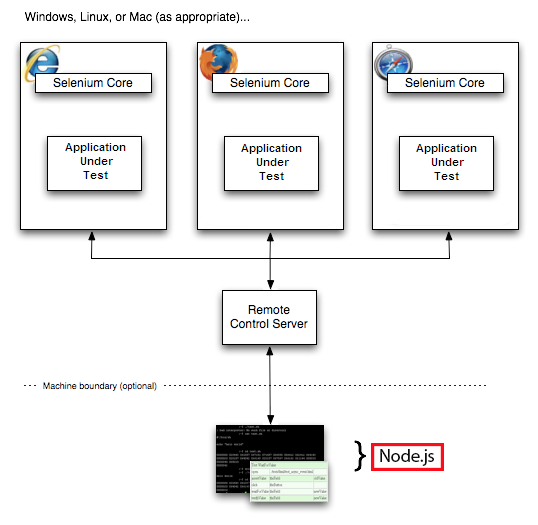 Windows, Linux, or Mac (as appropriate)...
Selenium Core
Selenium Core
Selenium Core
Application
Under
Test
Application
Under
Test
Application
Under
Test
Remote
Control Server
Machine boundary (optional)
Node.js